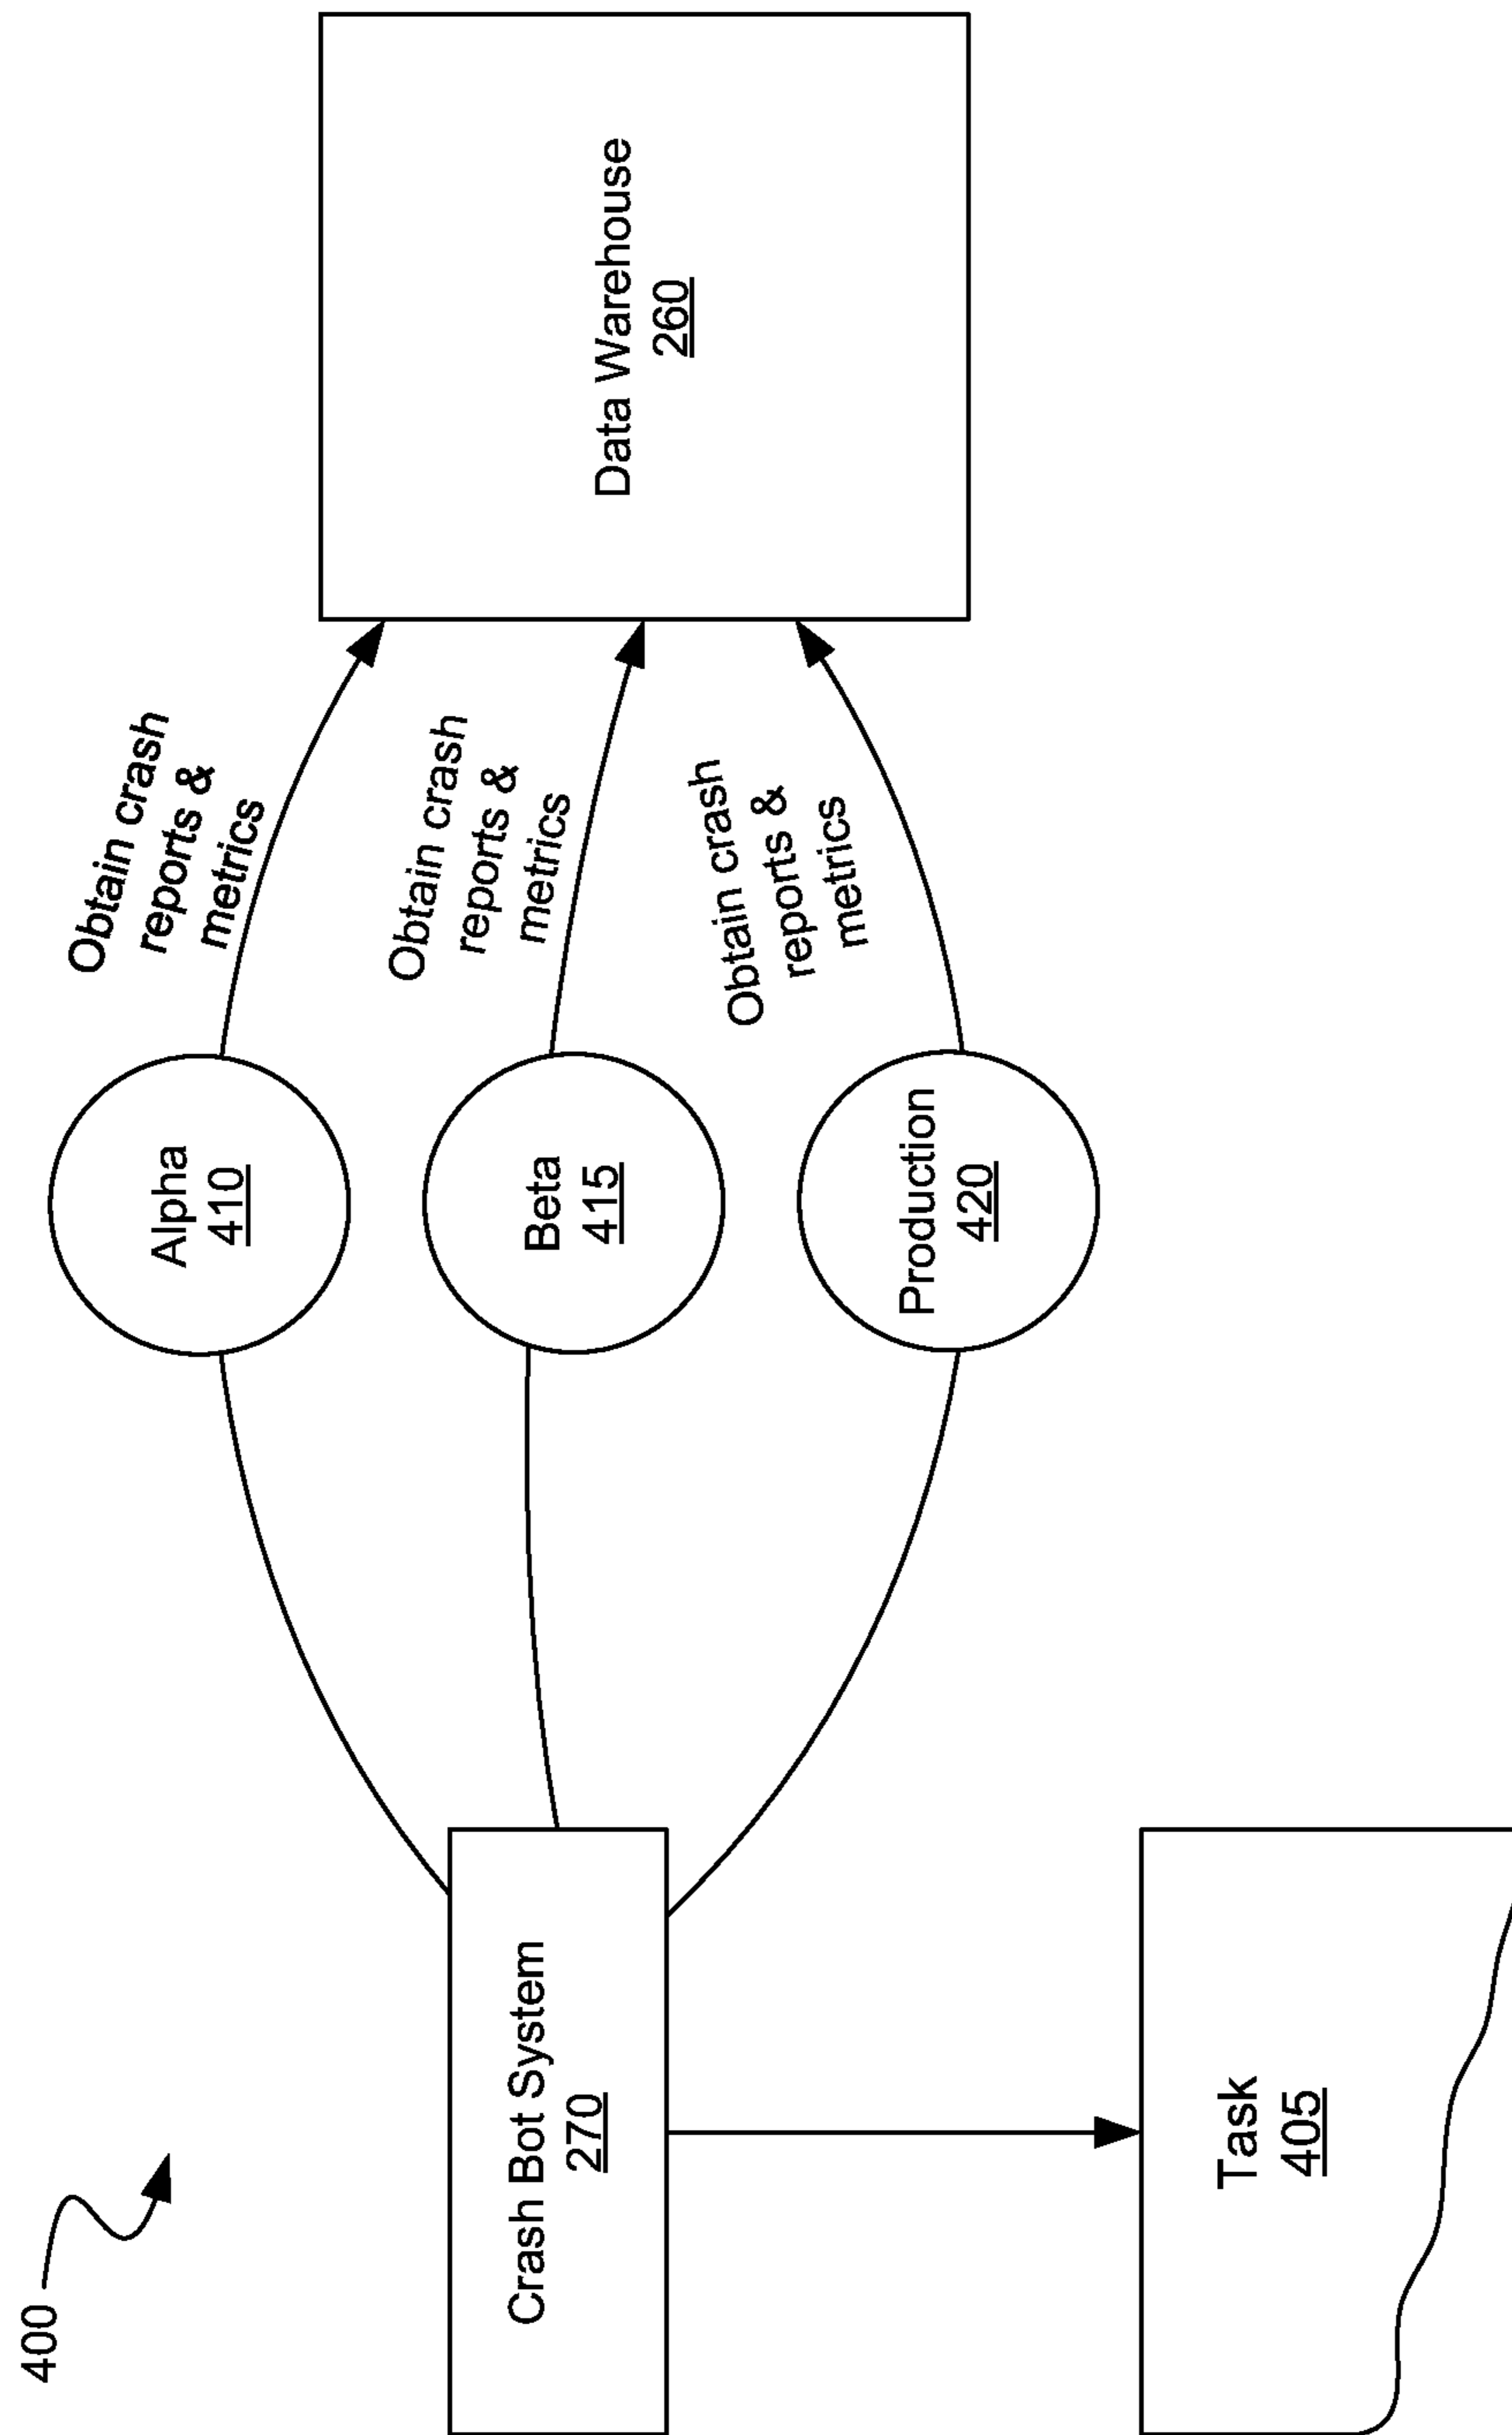 400
Crash Bot System
270
Task
405
Alpha
410
Beta
415
Production
420
Obtain crash
reports &
metrics
Obtain crash
reports &
metrics
Obtain crash
reports &
metrics
Data Warehouse
260